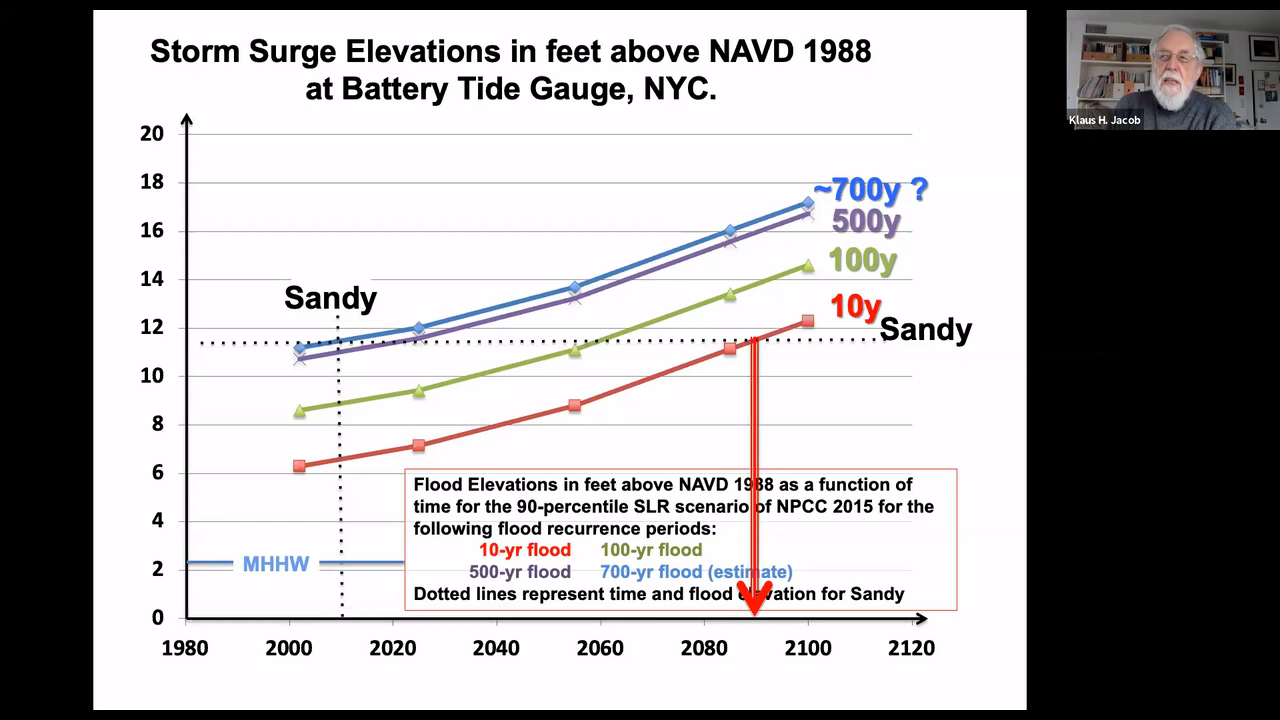 Storm Surge Elevations in feet above NAVD 1988
at Battery Tide Gauge, NYC.
Klaus H. Jacob
20
18
16
14
12
10
8
6
4
2
0
~700y ?
500y
100y
10y
Sandy
Sandy
MHHW
Flood Elevations in feet above NAVD 1988 as a function of
time for the 90-percentile SLR scenario of NPCC 2015 for the
following flood recurrence periods:
10-yr flood 100-yr flood
500-yr flood 700-yr flood (estimate)
Dotted lines represent time and flood elevation for Sandy
1980 2000 2020 2040 2060 2080 2100 2120